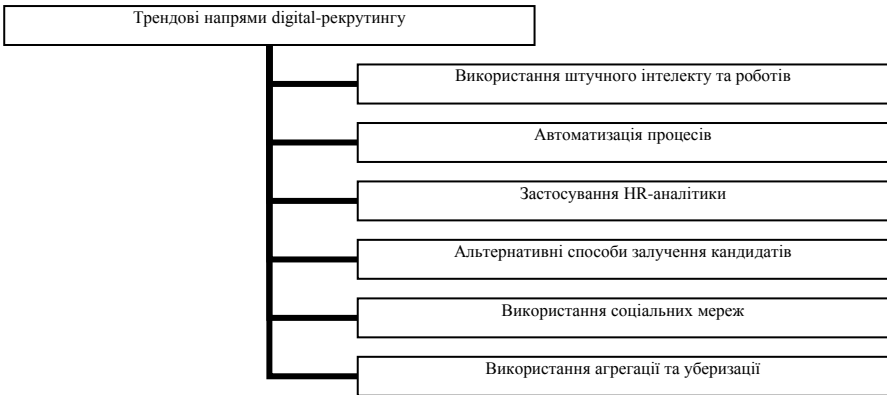 Трендові напрями digital-рекрутингу
Використання штучного інтелекту та роботів
Автоматизація процесів
Застосування HR-аналітики
Альтернативні способи залучення кандидатів
Використання соціальних мереж
Використання агрегації та уберизації